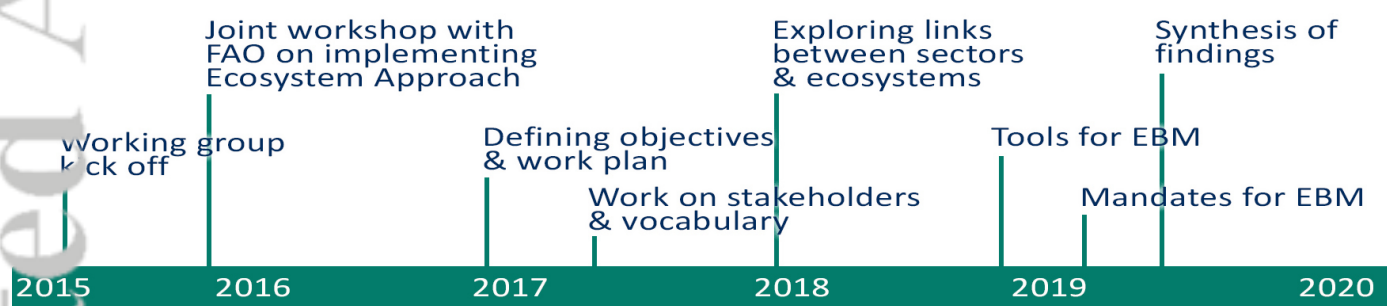 Joint workshop with
FAO on implementing
Ecosystem Approach
Exploring links
between sectors
& ecosystems
Synthesis of
findings
Working group
kick off
Defining objectives
& work plan
Tools for EBM
Work on stakeholders
& vocabulary
Mandates for EBM
2015 2016 2017 2018 2019 2020
ed A